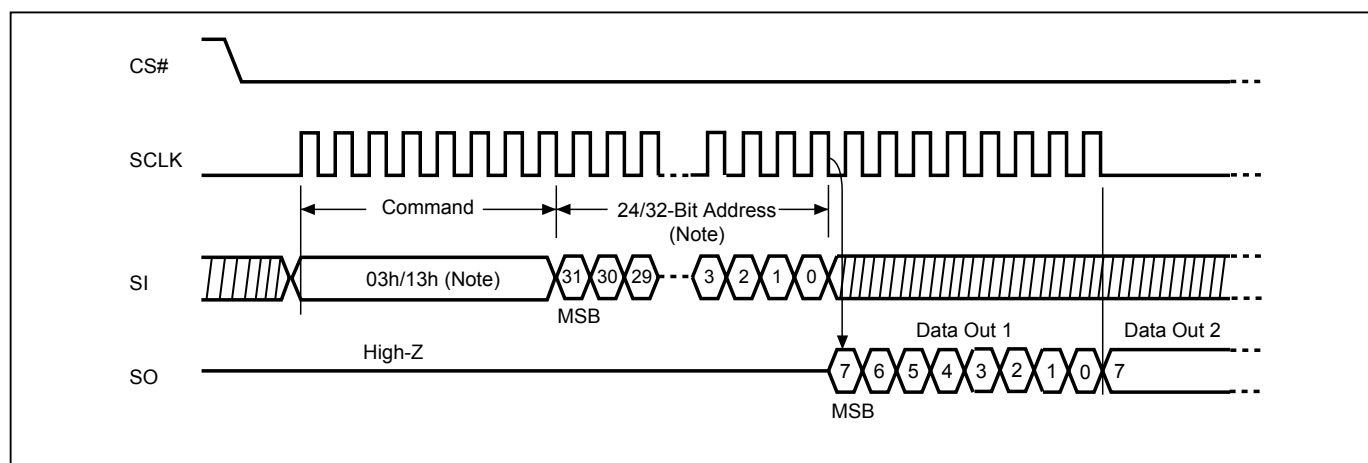 CS#
SCLK
Command
24/32-Bit Address
(Note)
SI
03h/13h (Note)
31 30 29
3 2 1 0
MSB
Data Out 1
Data Out 2
High-Z
SO
7 6 5 4 3 2 1 0
7
MSB